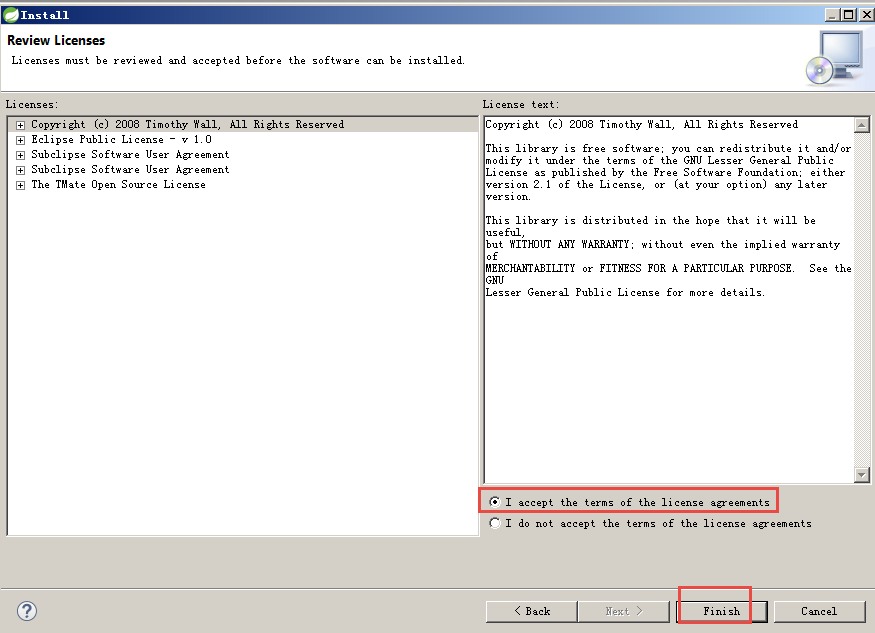 Install
Review Licenses
Licenses must be reviewed and accepted before the software can be installed.
Licenses:
Copyright (c) 2008 Timothy Wall, All Rights Reserved
Eclipse Public License - v 1.0
Subclipse Software User Agreement
Subclipse Software User Agreement
The TMate Open Source License
License text:
Copyright (c) 2008 Timothy Wall, All Rights Reserved
This library is free software; you can redistribute it and/or
modify it under the terms of the GNU Lesser General Public
License as published by the Free Software Foundation; either
version 2.1 of the License, or (at your option) any later
version.
This library is distributed in the hope that it will be
useful,
but WITHOUT ANY WARRANTY; without even the implied warranty
of
MERCHANTABILITY or FITNESS FOR A PARTICULAR PURPOSE.  See the
GNU
Lesser General Public License for more details.
I accept the terms of the license agreements
I do not accept the terms of the license agreements
?
< Back
Next >
Finish
Cancel